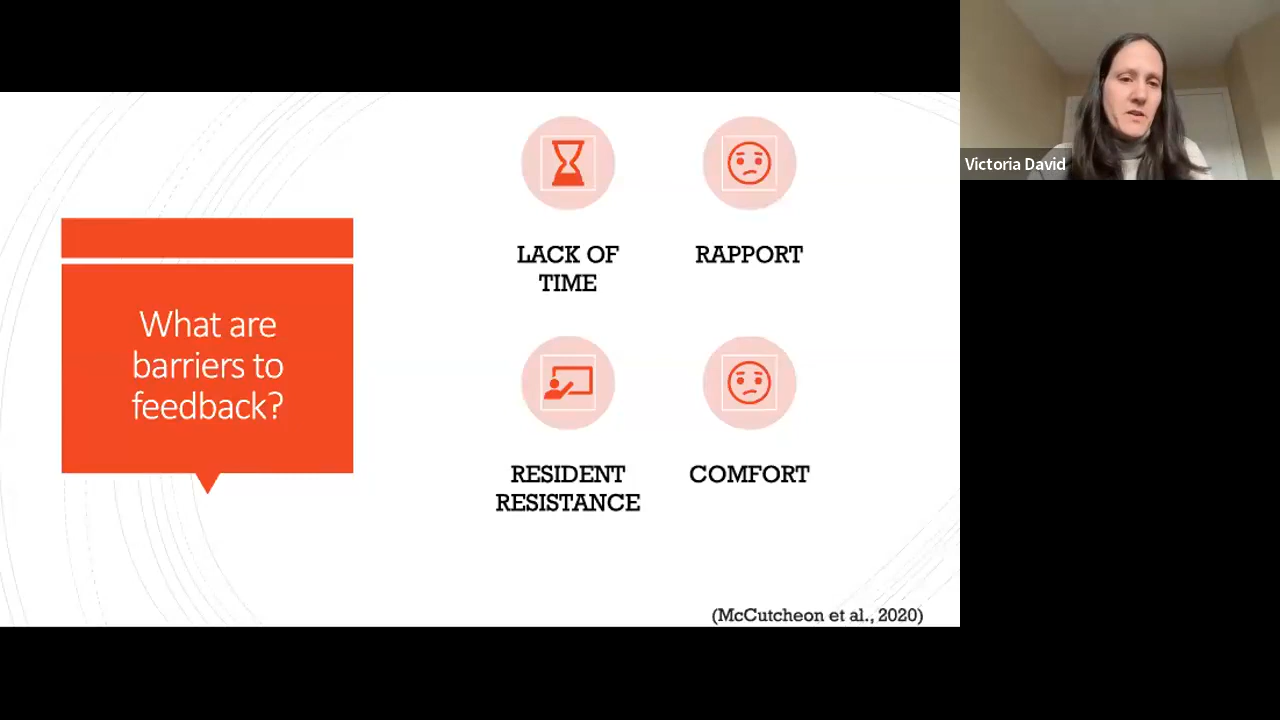 What are
barriers to
feedback?
LACK OF
TIME
RAPPORT
RESIDENT
RESISTANCE
COMFORT
(McCutcheon et al., 2020)
Victoria David